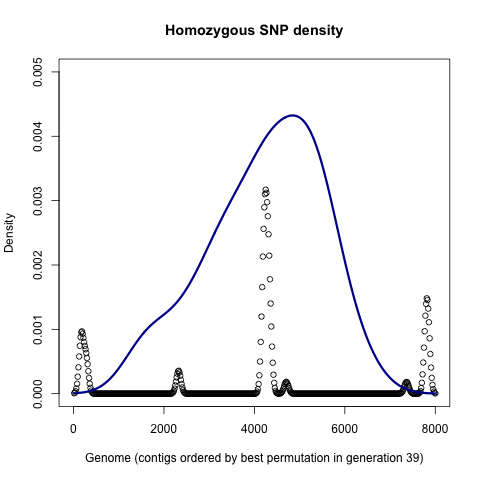 Homozygous SNP density
0.005
0.004
0.003
0.002
0.001
0.000
Density
0 2000 4000 6000 8000
Genome (contigs ordered by best permutation in generation 39)